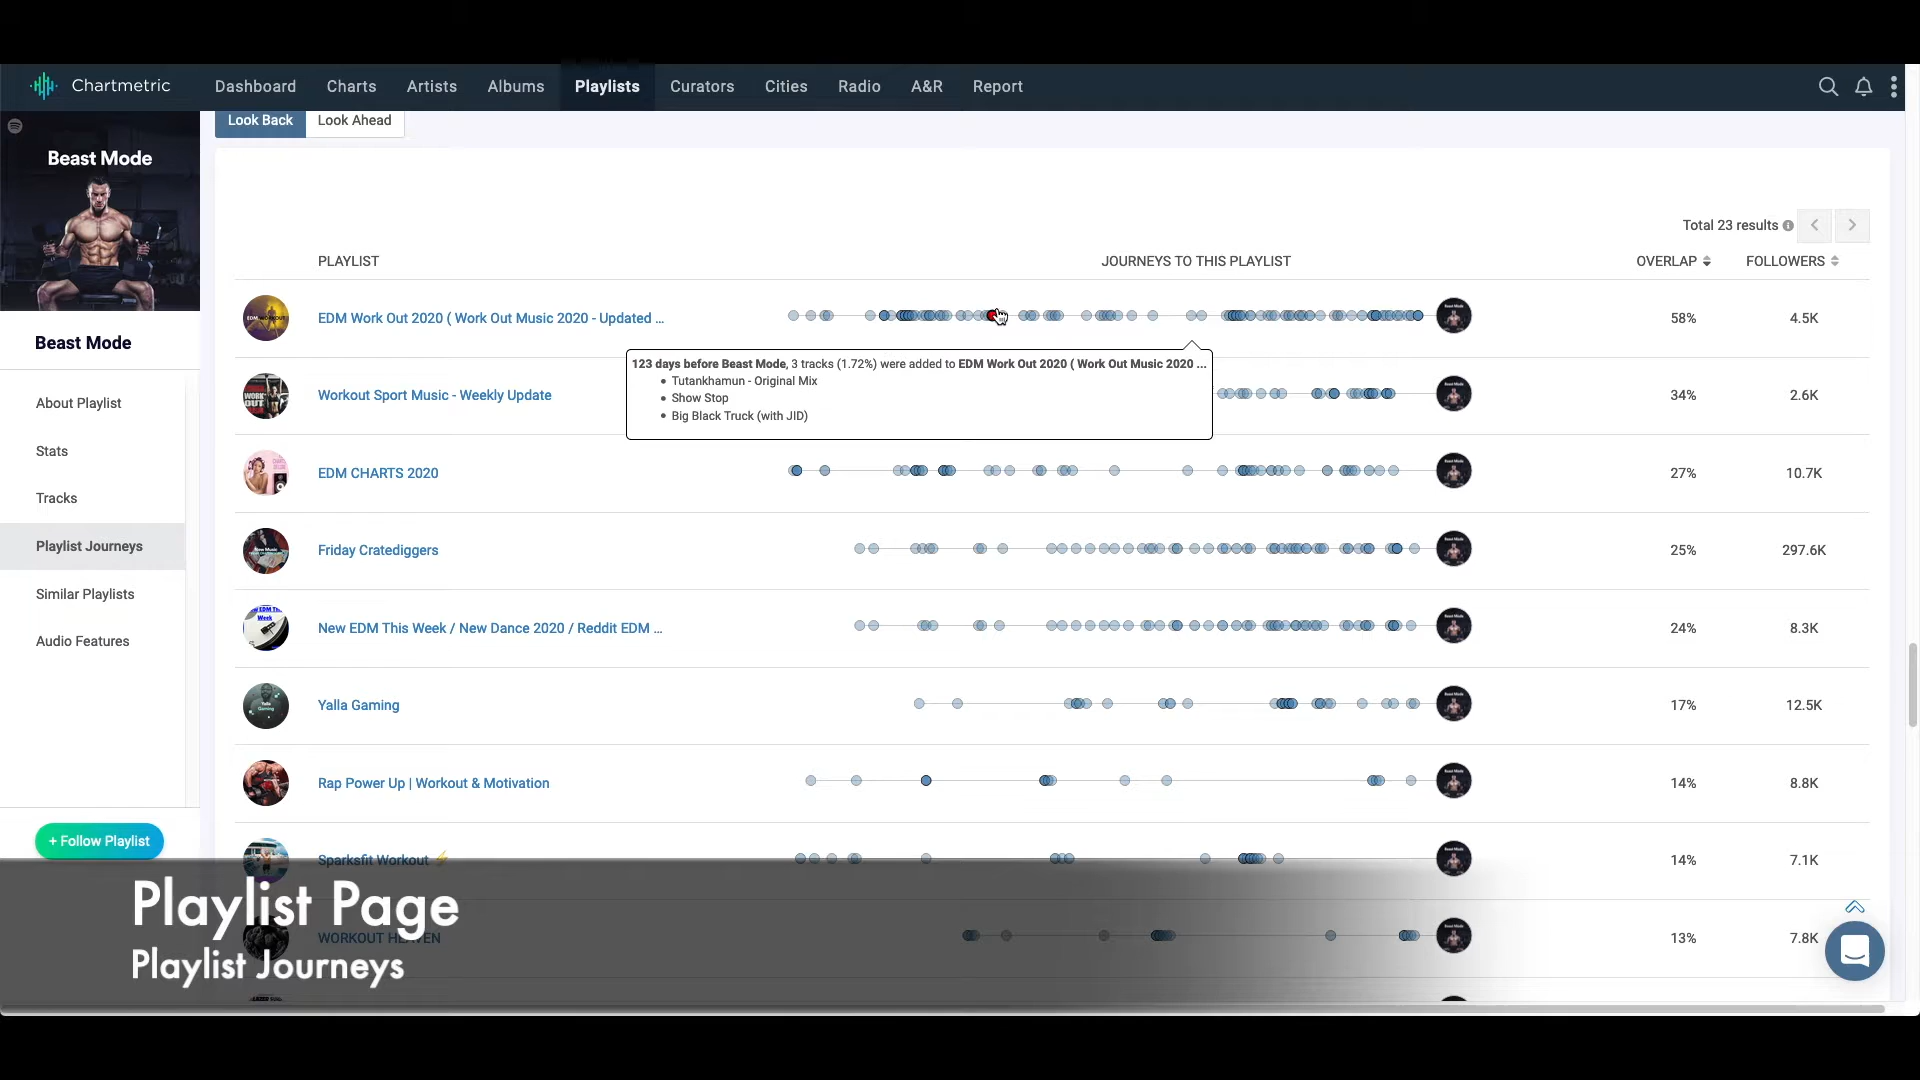 Chartmetric
Dashboard
Charts
Artists
Albums
Playlists
Curators
Cities
Radio
A&R
Report
Look Back
Look Ahead
Beast Mode
Beast Mode
About Playlist
Stats
Tracks
Playlist Journeys
Similar Playlists
Audio Features
+ Follow Playlist
Total 23 results
PLAYLIST
JOURNEYS TO THIS PLAYLIST
OVERLAP
FOLLOWERS
EDM Work Out 2020 ( Work Out Music 2020 - Updated ...
58%
4.5K
123 days before Beast Mode, 3 tracks (1.72%) were added to EDM Work Out 2020 ( Work Out Music 2020 ...
• Tutankhamun - Original Mix
• Show Stop
• Big Black Truck (with JID)
Workout Sport Music - Weekly Update
34%
2.6K
EDM CHARTS 2020
27%
10.7K
Friday Cratediggers
25%
297.6K
New EDM This Week / New Dance 2020 / Reddit EDM ...
24%
8.3K
Yalla Gaming
17%
12.5K
Rap Power Up | Workout & Motivation
14%
8.8K
Sparksfit Workout ⚡
14%
7.1K
WORKOUT HEAVEN
13%
7.8K
Playlist Page
Playlist Journeys